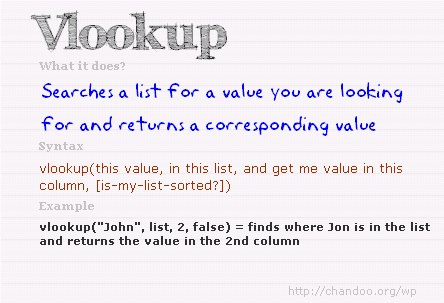 Vlookup
What it does?
Searches a list for a value you are looking
for and returns a corresponding value
Syntax
vlookup(this value, in this list, and get me value in this
column, [is-my-list-sorted?])
Example
vlookup("John", list, 2, false) = finds where Jon is in the list
and returns the value in the 2nd column
http://chandoo.org/wp